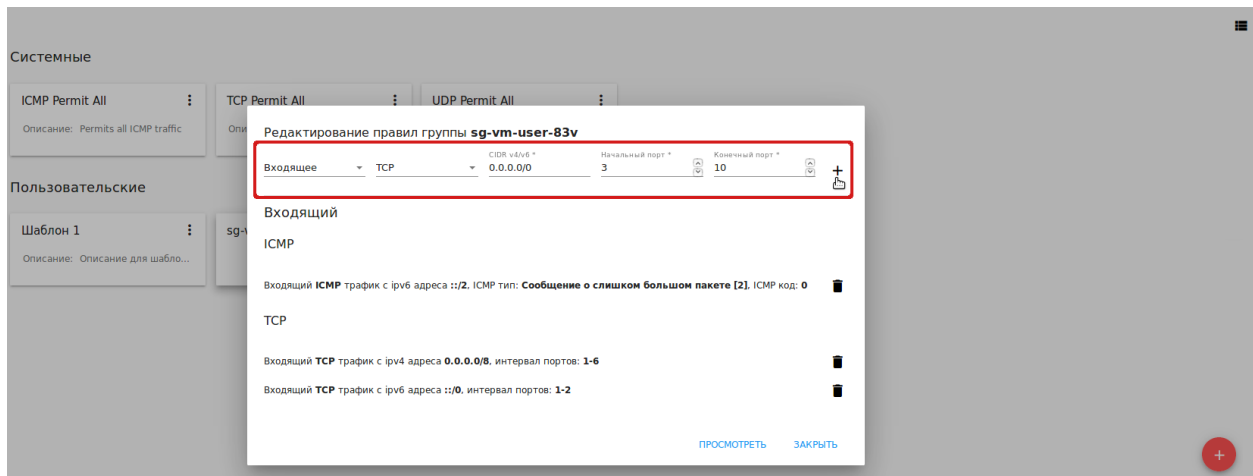 Системные
ICMP Permit All
TCP Permit All
UDP Permit All
Описание: Permits all ICMP traffic
Редактирование правил группы sg-vm-user-83v
CIDR v4/v6 *
Начальный порт *
Конечный порт *
Входящее
TCP
0.0.0.0/0
3
10
+
Пользовательские
Входящий
Шаблон 1
ICMP
Описание: Описание для шабло...
Входящий ICMP трафик с ipv6 адреса ::/2, ICMP тип: Сообщение о слишком большом пакете [2], ICMP код: 0
TCP
Входящий TCP трафик с ipv4 адреса 0.0.0.0/8, интервал портов: 1-6
Входящий TCP трафик с ipv6 адреса ::/0, интервал портов: 1-2
ПРОСМОТРЕТЬ
ЗАКРЫТЬ
+